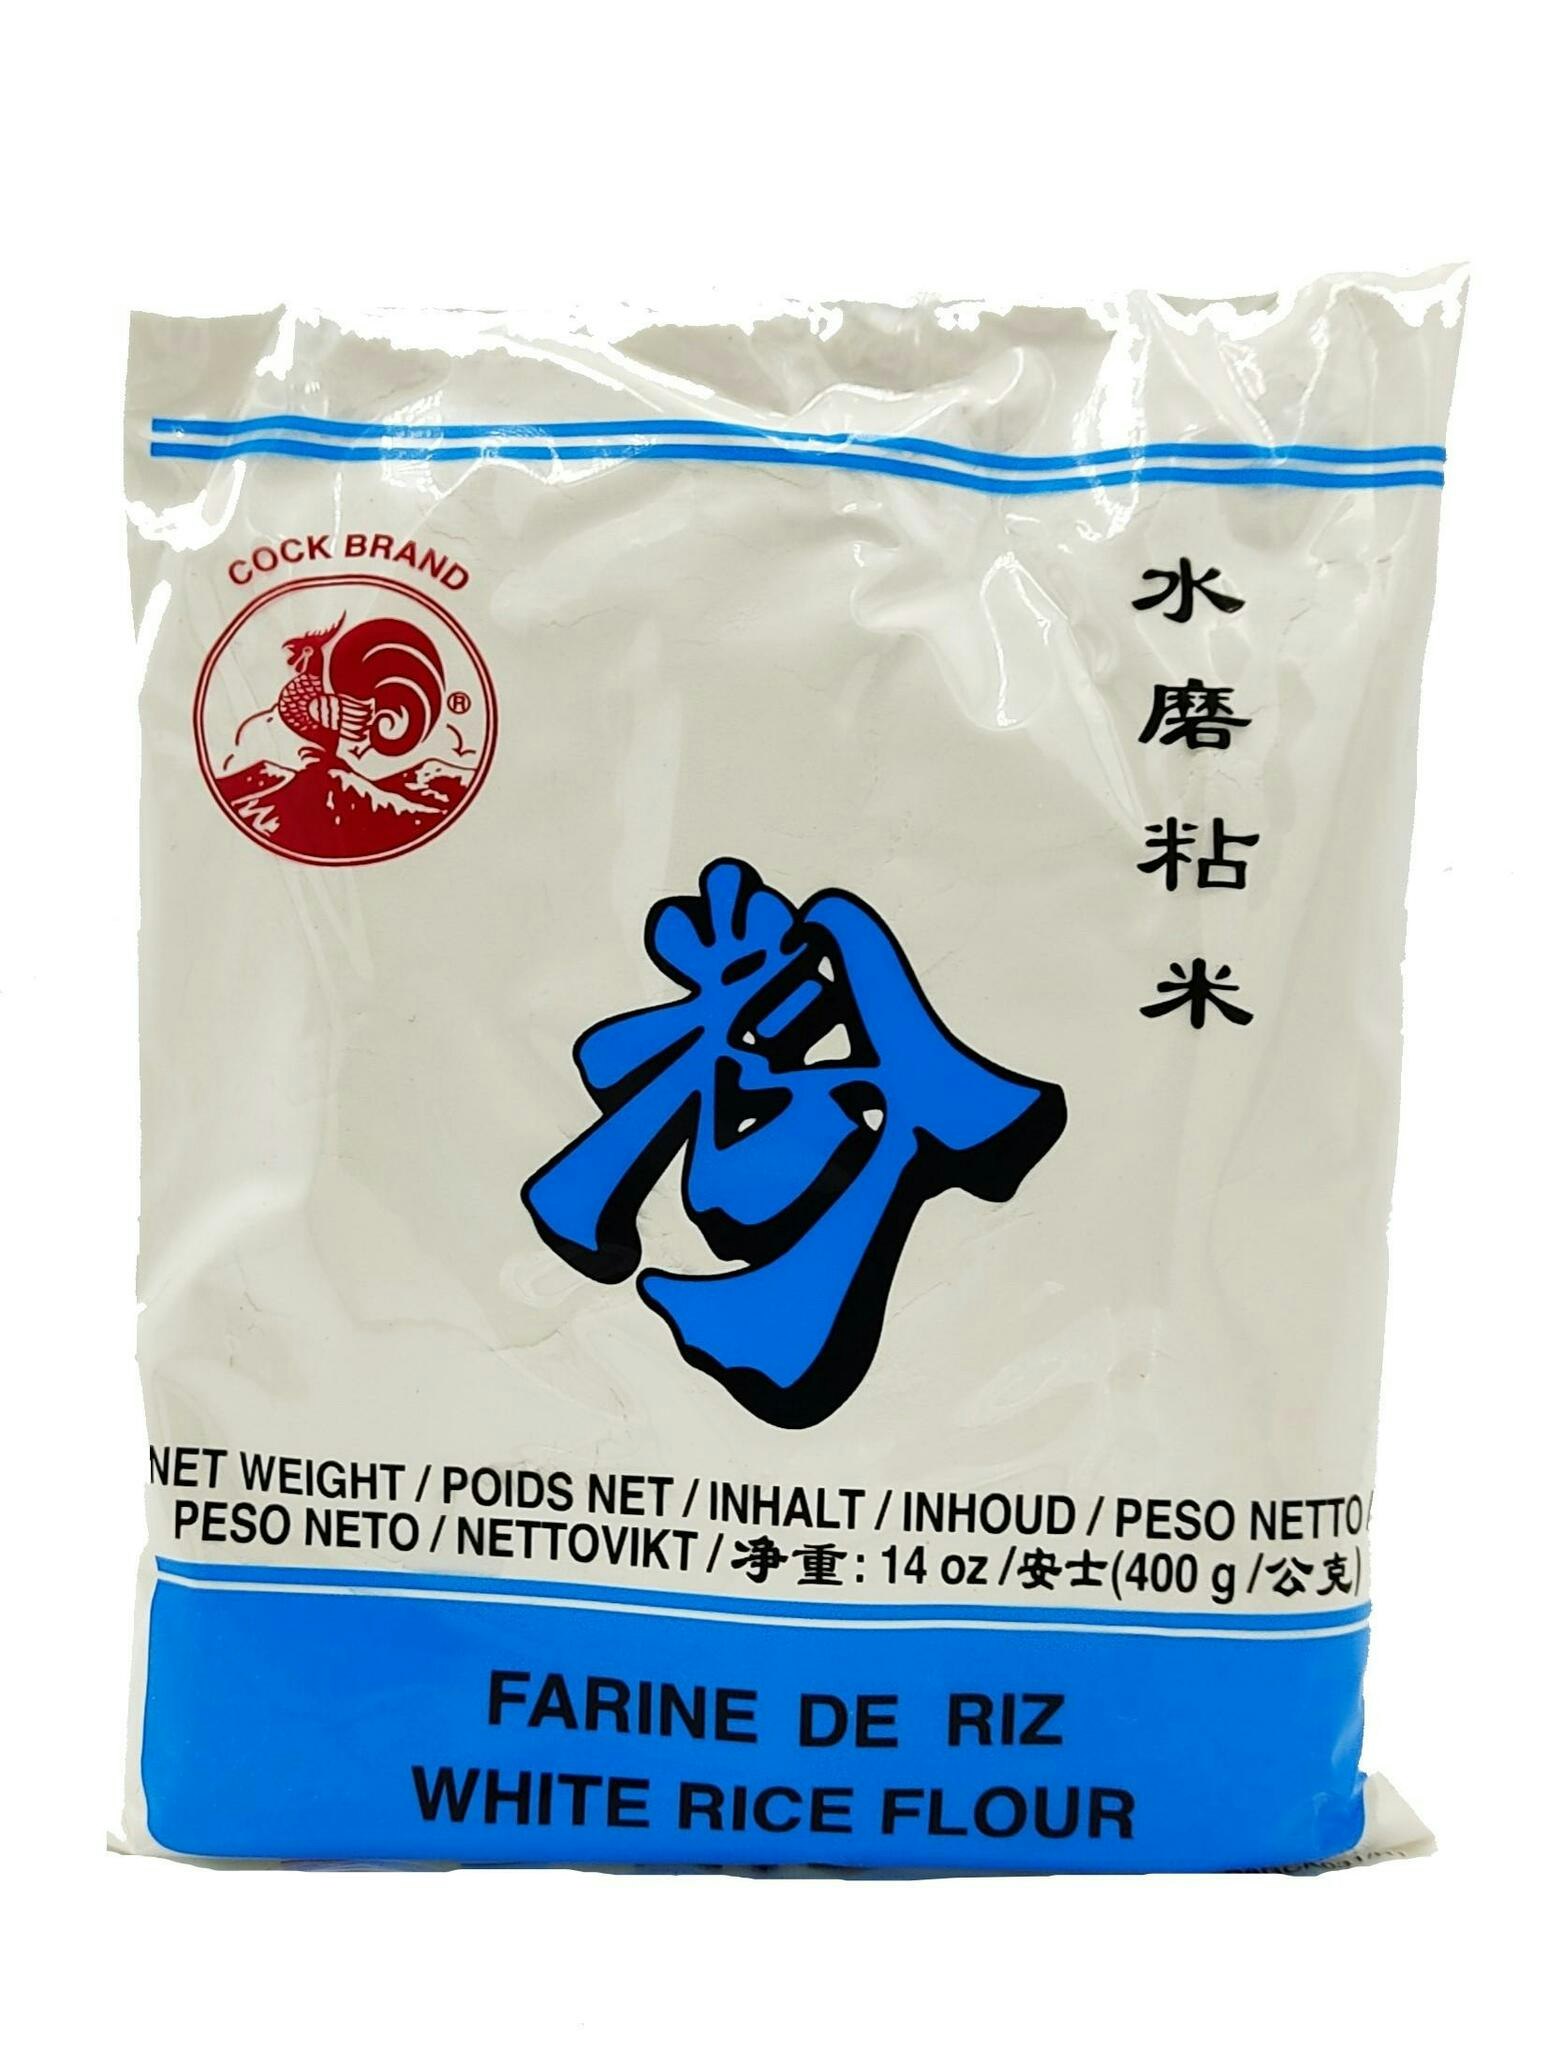 COCK BRAND
®
水磨粘米
粉
NET WEIGHT / POIDS NET / INHALT / INHOUD / PESO NETTO /
PESO NETO / NETTOVIKT / 净重: 14 oz /安士(400 g /公克)
FARINE DE RIZ
WHITE RICE FLOUR